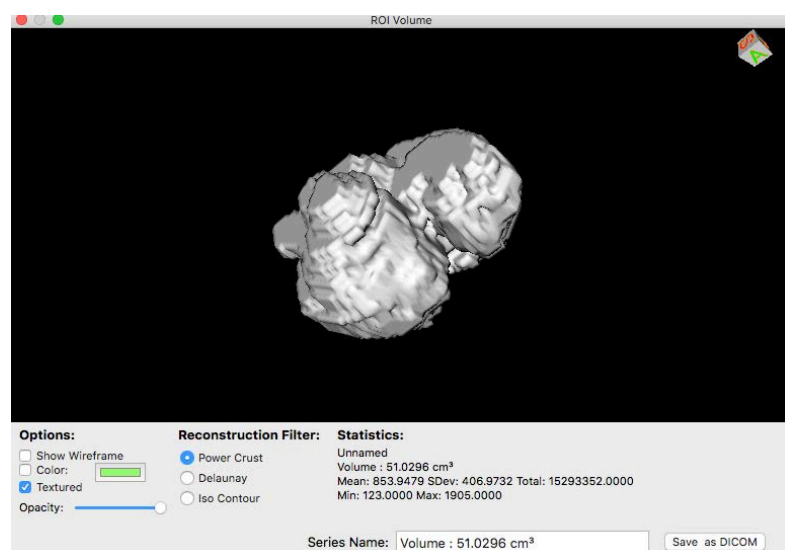 ROI Volume
A
Options:
Show Wireframe
Color:
Textured
Opacity:
Reconstruction Filter:
Power Crust
Delaunay
Iso Contour
Statistics:
Unnamed
Volume : 51.0296 cm³
Mean: 853.9479 SDev: 406.9732 Total: 15293352.0000
Min: 123.0000 Max: 1905.0000
Series Name: Volume : 51.0296 cm³ Save as DICOM